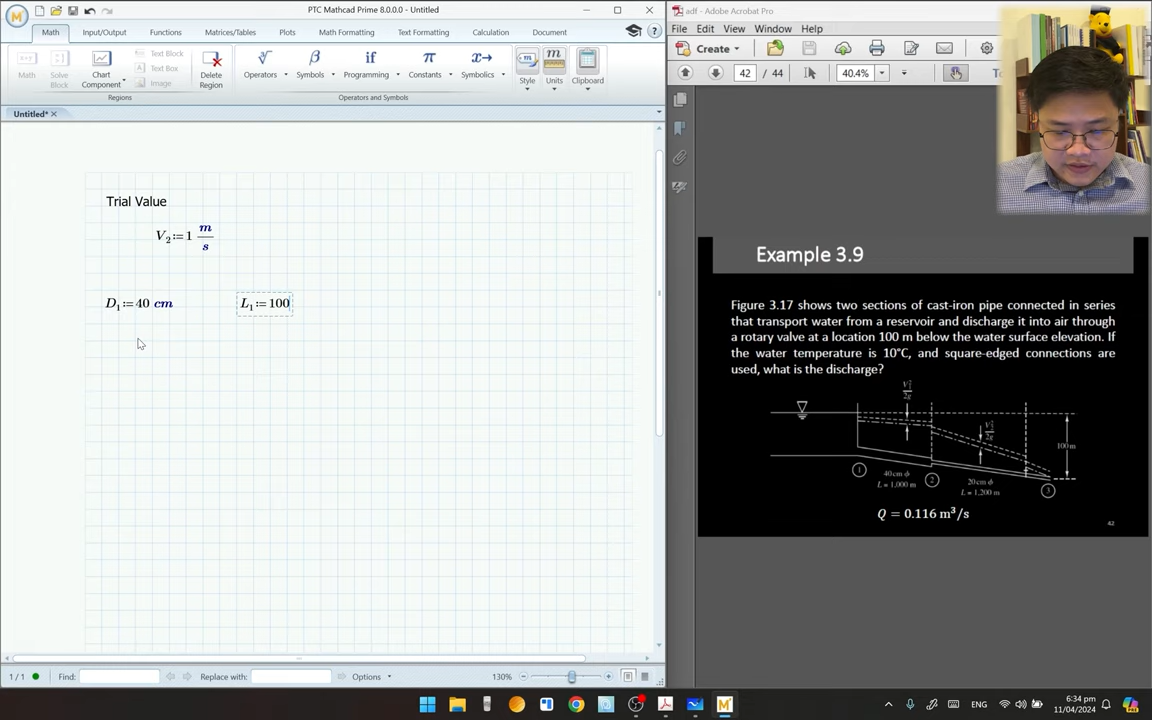 PTC Mathcad Prime 8.0.0.0 - Untitled
Math
Input/Output
Functions
Matrices/Tables
Plots
Math Formatting
Text Formatting
Calculation
Document
Math
Solve Block
Chart Component
Text Block
Text Box
Image
Delete Region
Operators
Symbols
Programming
Constants
Symbolics
Style
Units
Clipboard
Regions
Operators and Symbols
Untitled*
Trial Value
V₂:=1 m/s
D₁:=40 cm
L₁:=100
1 / 1
Find:
Replace with:
Options
130%
adf - Adobe Acrobat Pro
File Edit View Window Help
Create
42 / 44
40.4%
Example 3.9
Figure 3.17 shows two sections of cast-iron pipe connected in series
that transport water from a reservoir and discharge it into air through
a rotary valve at a location 100 m below the water surface elevation. If
the water temperature is 10°C, and square-edged connections are
used, what is the discharge?
100 m
1
40 cm ϕ
L = 1,000 m
2
20 cm ϕ
L = 1,200 m
3
Q = 0.116 m³/s
42
ENG
6:34 pm
11/04/2024